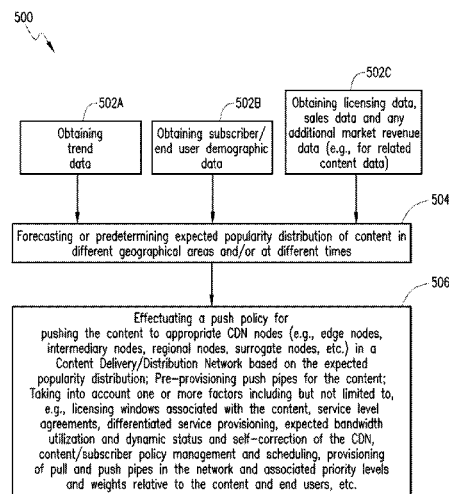 500
502A
502B
502C
Obtaining
trend
data
Obtaining subscriber/
end user demographic
data
Obtaining licensing data,
sales data and any
additional market revenue
data (e.g., for related
content data)
504
Forecasting or predetermining expected popularity distribution of content in
different geographical areas and/or at different times
506
Effectuating a push policy for
pushing the content to appropriate CDN nodes (e.g., edge nodes,
intermediary nodes, regional nodes, surrogate nodes, etc.) in a
Content Delivery/Distribution Network based on the expected
popularity distribution; Pre-provisioning push pipes for the content;
Taking into account one or more factors including but not limited to,
e.g., licensing windows associated with the content, service level
agreements, differentiated service provisioning, expected bandwidth
utilization and dynamic status and self-correction of the CDN,
content/subscriber policy management and scheduling, provisioning
of pull and push pipes in the network and associated priority levels
and weights relative to the content and end users, etc.